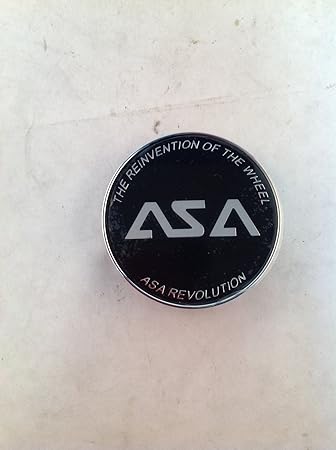 THE REINVENTION OF THE WHEEL
ASA
ASA REVOLUTION